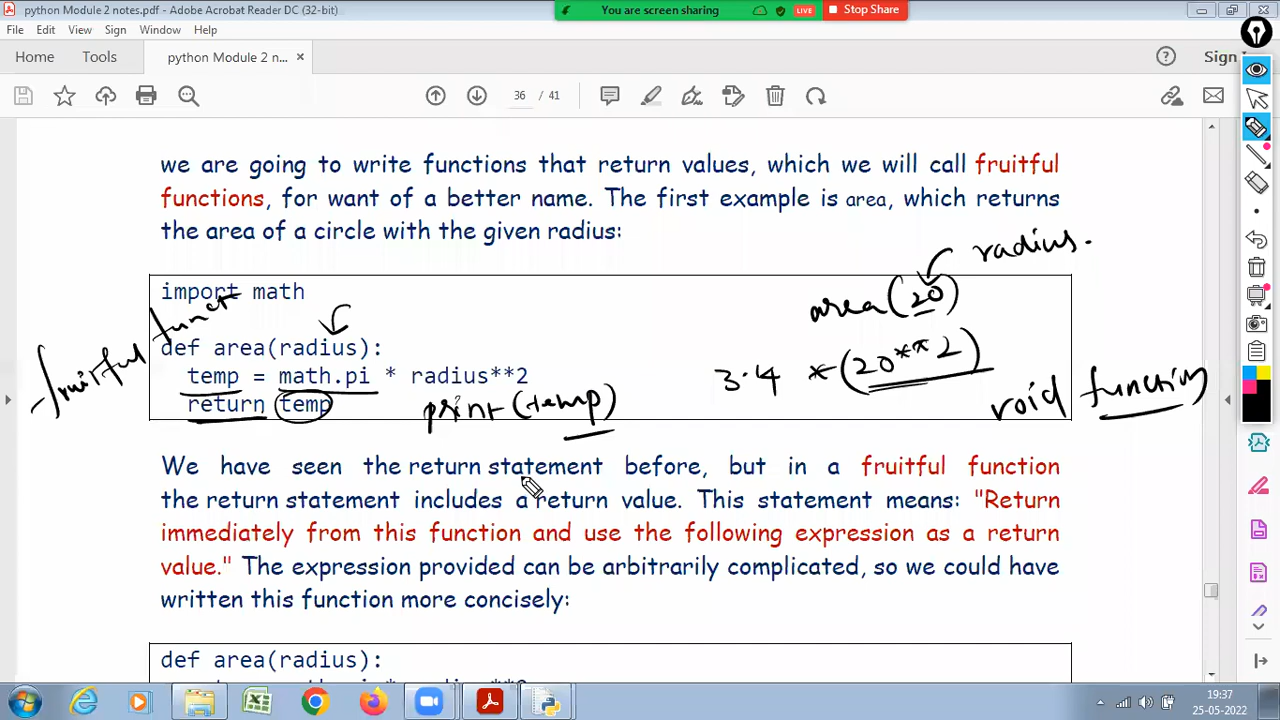 python Module 2 notes.pdf - Adobe Acrobat Reader DC (32-bit)
You are screen sharing
LIVE
Stop Share
File Edit View Sign Window Help
Home Tools
python Module 2 n... ×
Sign
36 / 41
we are going to write functions that return values, which we will call fruitful
functions, for want of a better name. The first example is area, which returns
the area of a circle with the given radius:
radius.
import math
area(20)
fruitful funct
def area(radius):
temp = math.pi * radius**2
3.4 * (20**2)
return temp
print(temp)
void function
We have seen the return statement before, but in a fruitful function
the return statement includes a return value. This statement means: "Return
immediately from this function and use the following expression as a return
value." The expression provided can be arbitrarily complicated, so we could have
written this function more concisely:
def area(radius):
19:37
25-05-2022